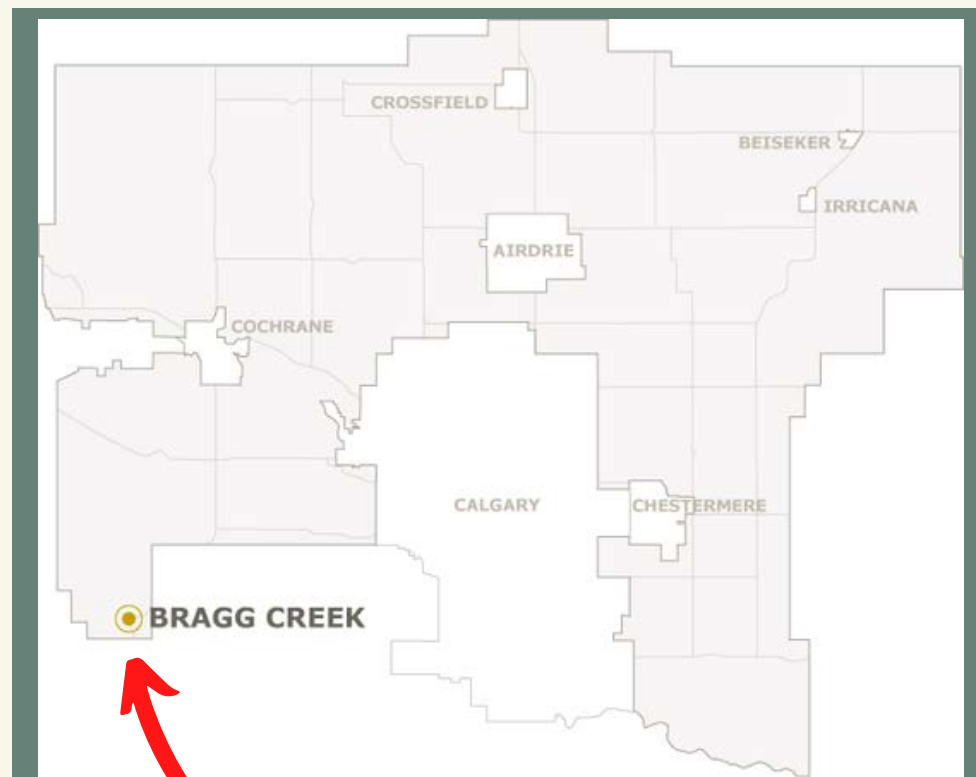 CROSSFIELD
BEISEKER
IRRICANA
AIRDRIE
COCHRANE
CALGARY
CHESTERMERE
BRAGG CREEK